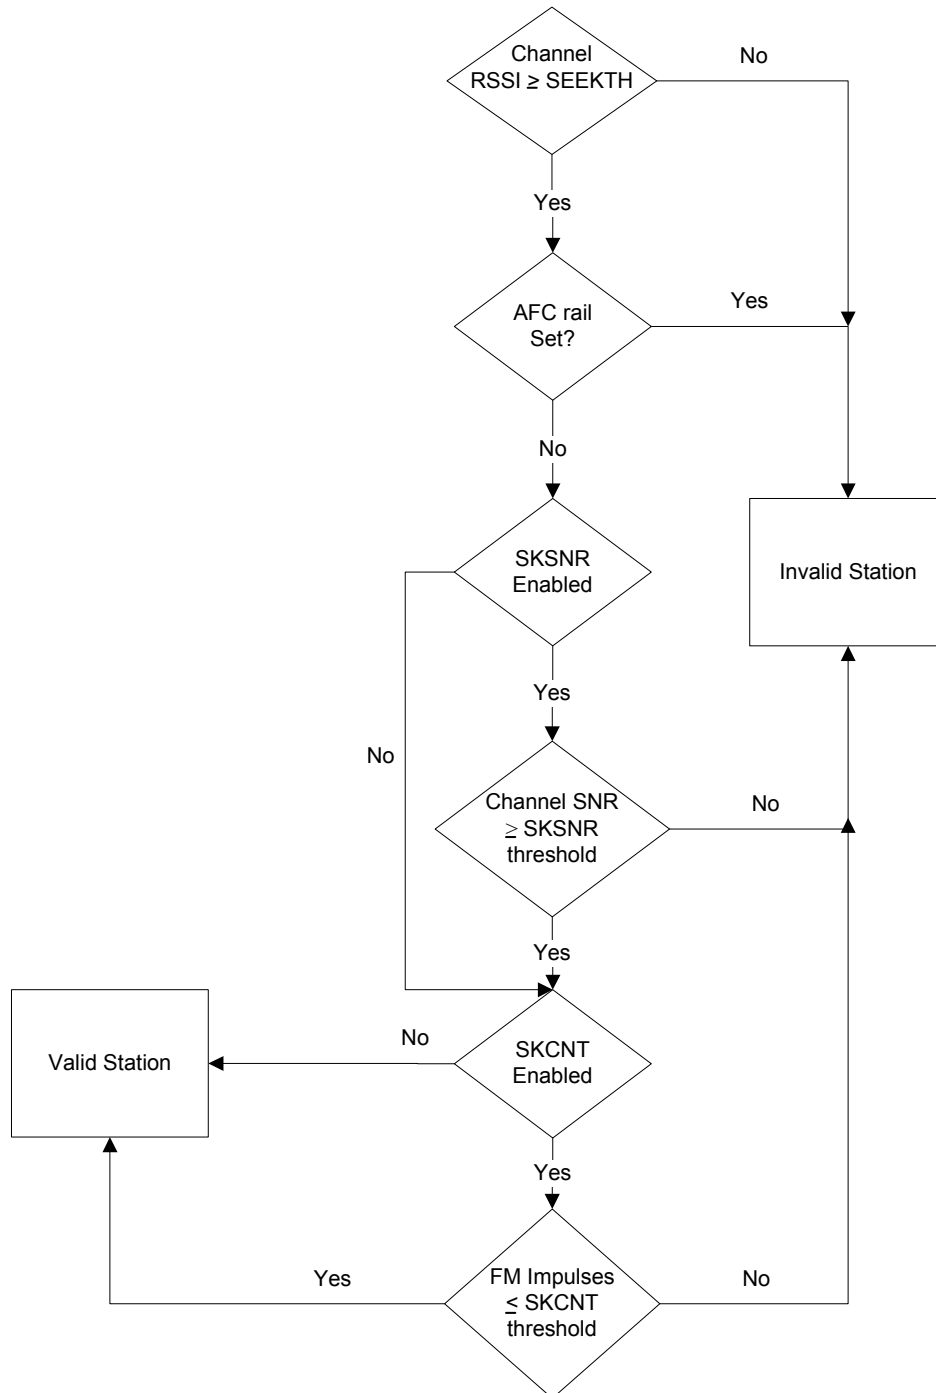 Channel
RSSI ≥ SEEKTH
No
Yes
AFC rail
Set?
Yes
No
SKSNR
Enabled
Invalid Station
Yes
No
Channel SNR
≥ SKSNR
threshold
No
Yes
Valid Station
No
SKCNT
Enabled
Yes
Yes
FM Impulses
≤ SKCNT
threshold
No